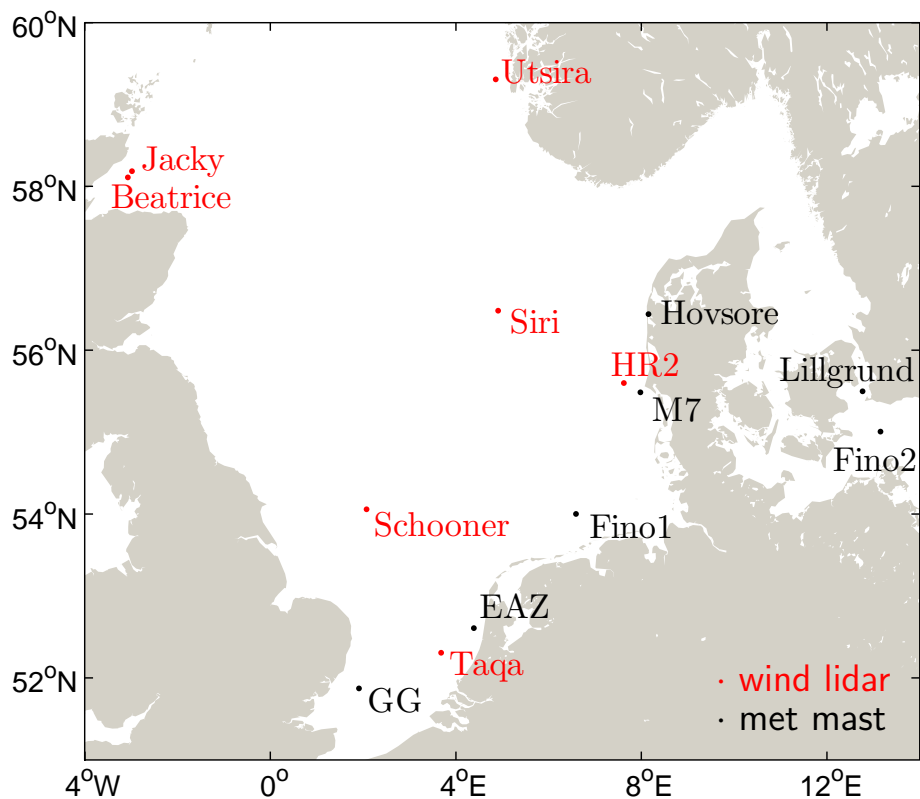 60°N
Utsira
Jacky
58°N
Beatrice
Siri
Hovsore
56°N
HR2
Lillgrund
M7
Fino2
54°N
Schooner
Fino1
EAZ
Taqa
52°N
GG
wind lidar
met mast
4°W 0° 4°E 8°E 12°E